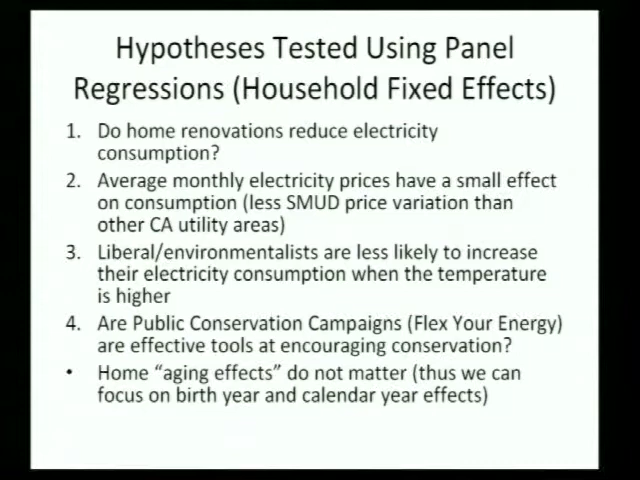 Hypotheses Tested Using Panel
Regressions (Household Fixed Effects)
1. Do home renovations reduce electricity
consumption?
2. Average monthly electricity prices have a small effect
on consumption (less SMUD price variation than
other CA utility areas)
3. Liberal/environmentalists are less likely to increase
their electricity consumption when the temperature
is higher
4. Are Public Conservation Campaigns (Flex Your Energy)
are effective tools at encouraging conservation?
• Home “aging effects” do not matter (thus we can
focus on birth year and calendar year effects)